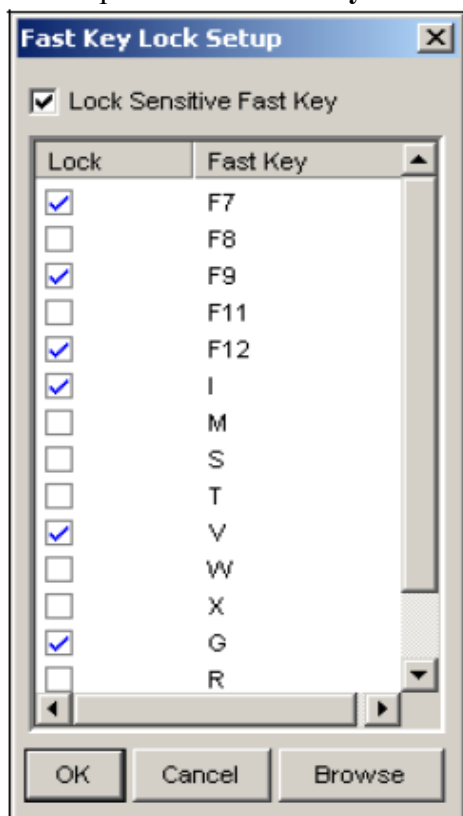 Fast Key Lock Setup
Lock Sensitive Fast Key
Lock Fast Key
F7
F8
F9
F11
F12
I
M
S
T
V
W
X
G
R
OK Cancel Browse